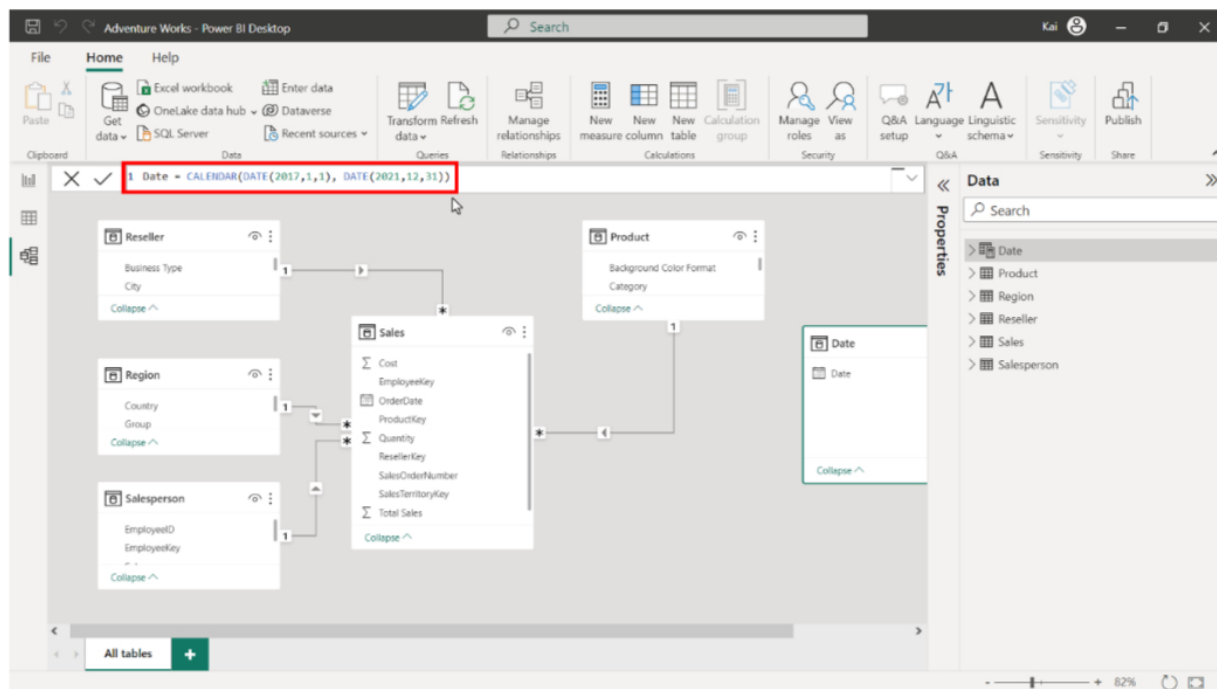 Adventure Works - Power BI Desktop
Search
Kai
File
Home
Help
Paste
Get data
Excel workbook
OneLake data hub
SQL Server
Enter data
Dataverse
Recent sources
Transform data
Refresh
Manage relationships
New measure
New column
New table
Calculation group
Manage roles
View as
Q&A setup
Language
Linguistic schema
Sensitivity
Publish
Clipboard
Data
Queries
Relationships
Calculations
Security
Q&A
Sensitivity
Share
1 Date = CALENDAR(DATE(2017,1,1), DATE(2021,12,31))
Reseller
Business Type
City
Collapse
1
*
Region
Country
Group
Collapse
1
*
Salesperson
EmployeeID
EmployeeKey
Collapse
1
*
Sales
Σ Cost
EmployeeKey
OrderDate
ProductKey
Σ Quantity
ResellerKey
SalesOrderNumber
SalesTerritoryKey
Σ Total Sales
Collapse
Product
Background Color Format
Category
Collapse
1
*
Date
Date
Collapse
Properties
Data
Search
Date
Product
Region
Reseller
Sales
Salesperson
All tables
+
- + 82%